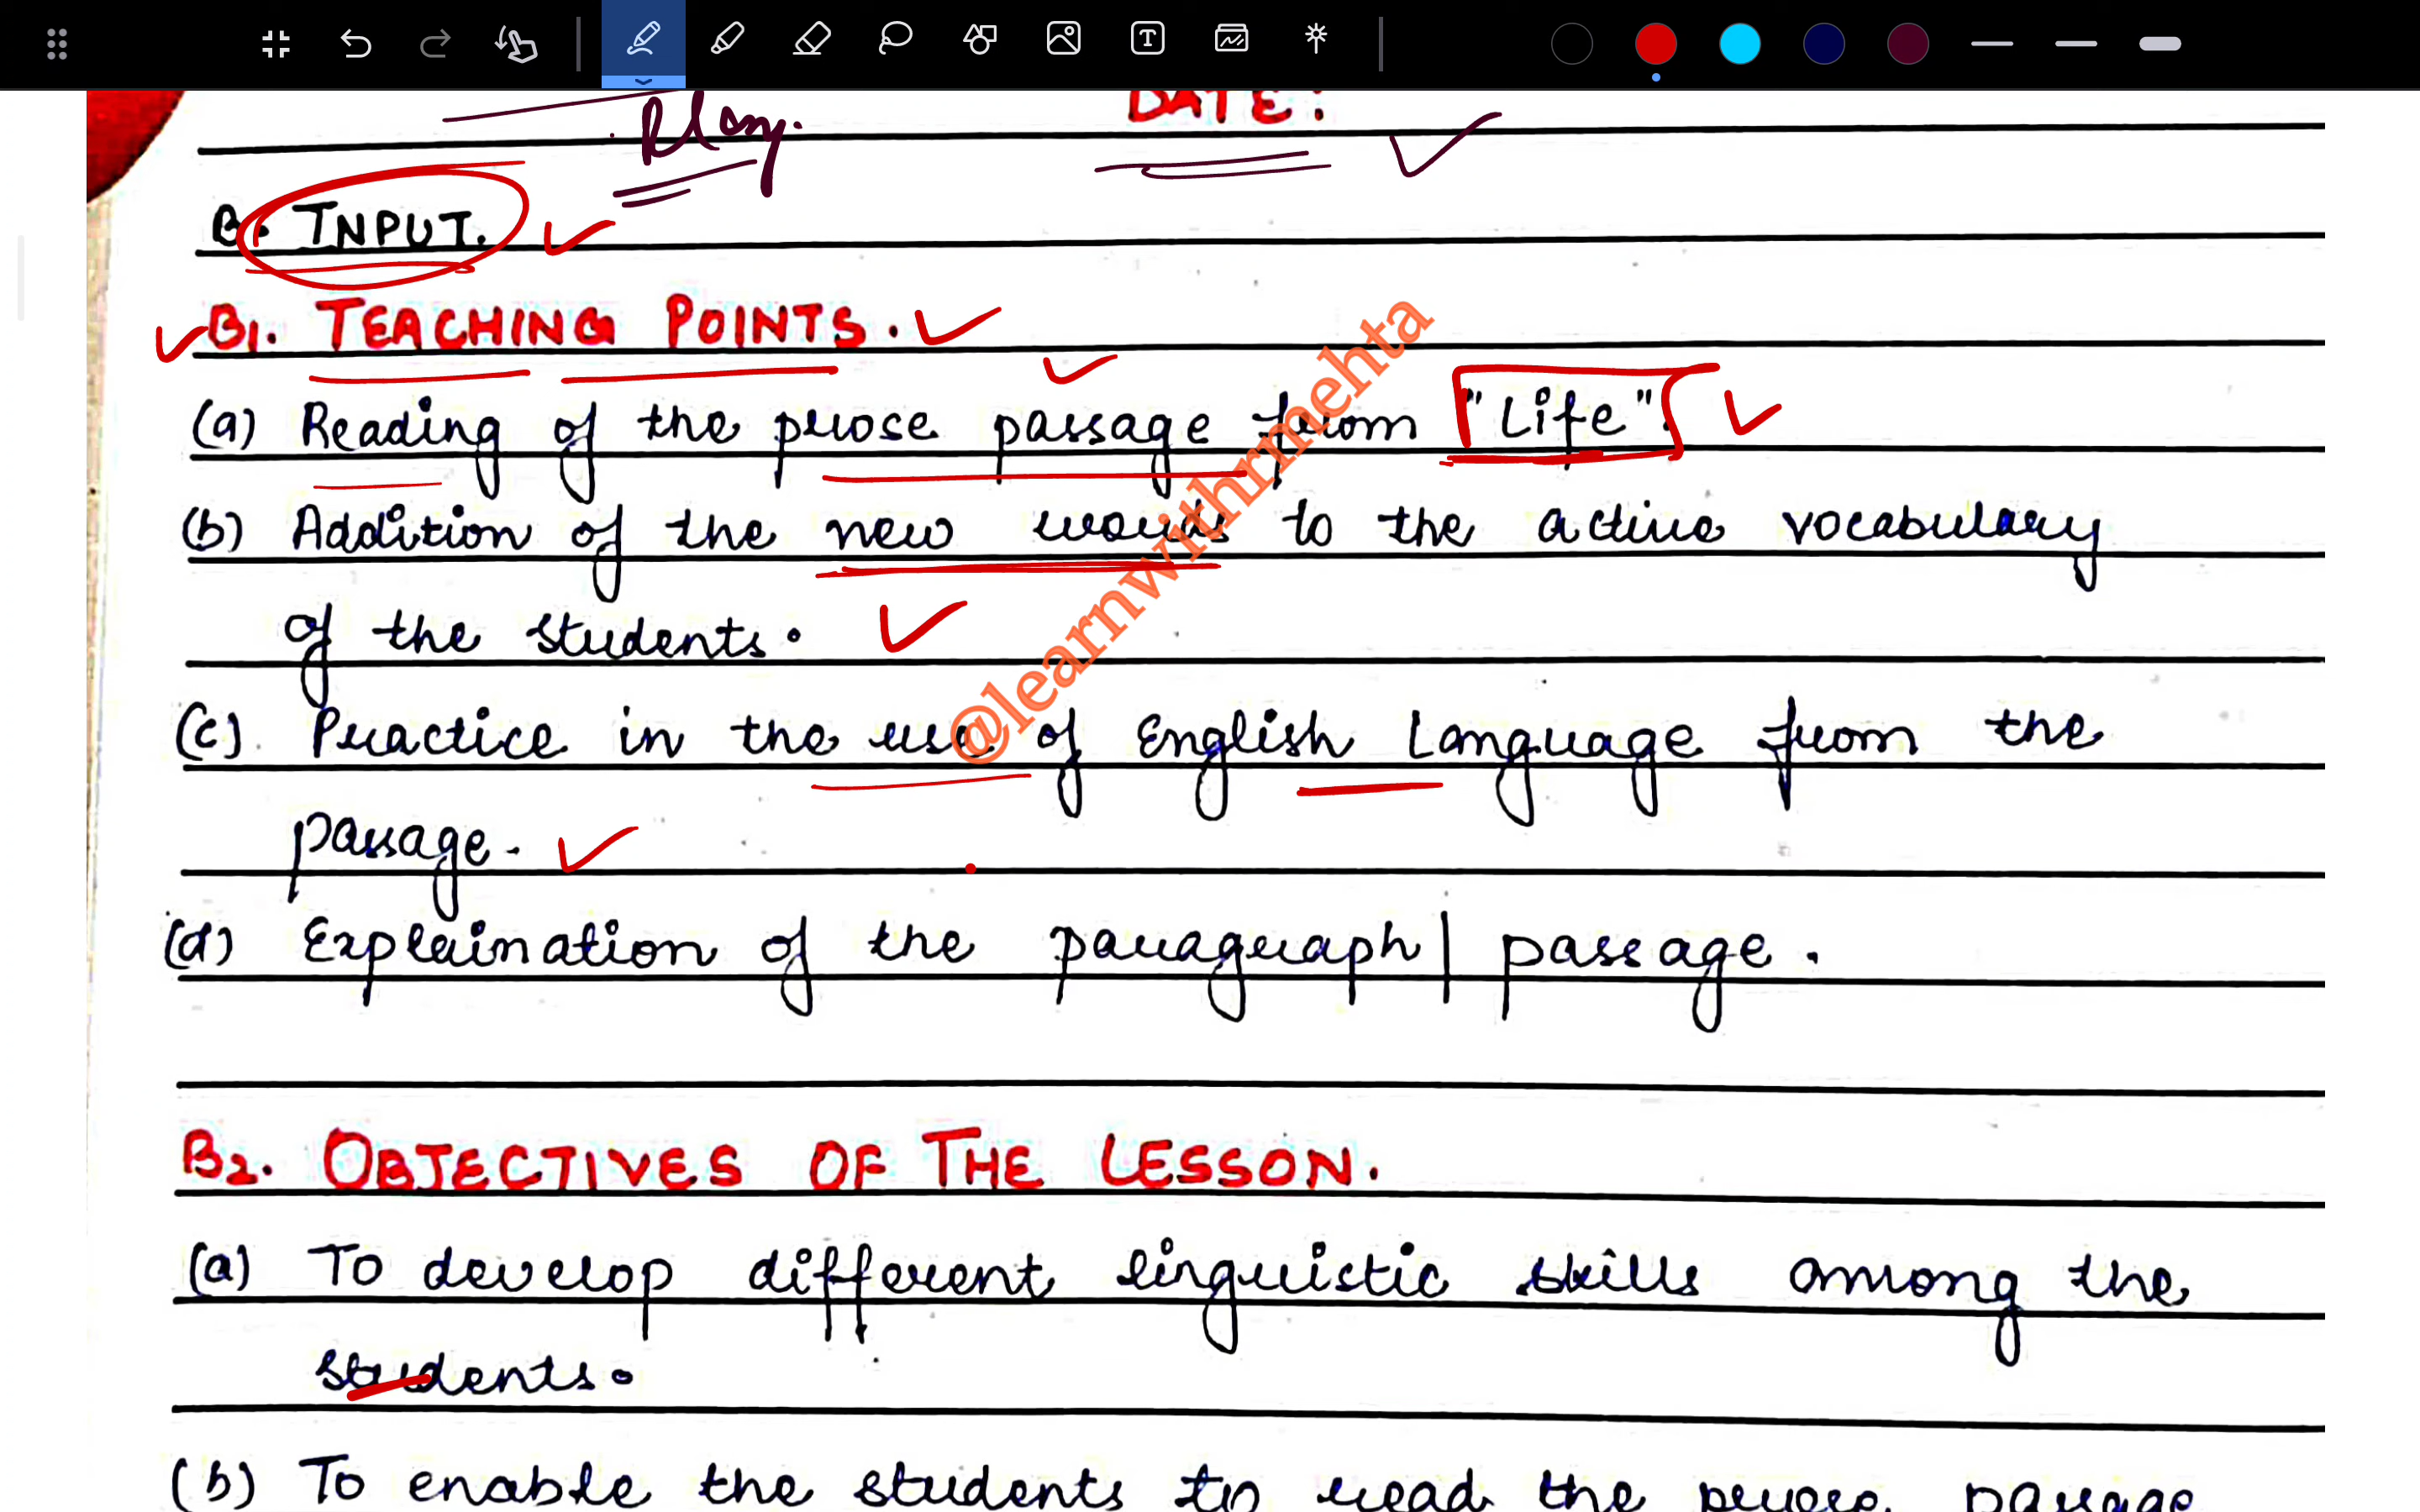 DATE:
Plan.
B. INPUT.
B1. TEACHING POINTS.
(a) Reading of the prose passage from "Life".
(b) Addition of the new words to the active vocabulary
of the students.
(c). Practice in the use of English Language from the
passage.
(d) Explaination of the paragraph| passage.
B2. OBJECTIVES OF THE LESSON.
(a) To develop different linguistic skills among the
students.
(b) To enable the students to read the prose passage
@learnwithrmehta